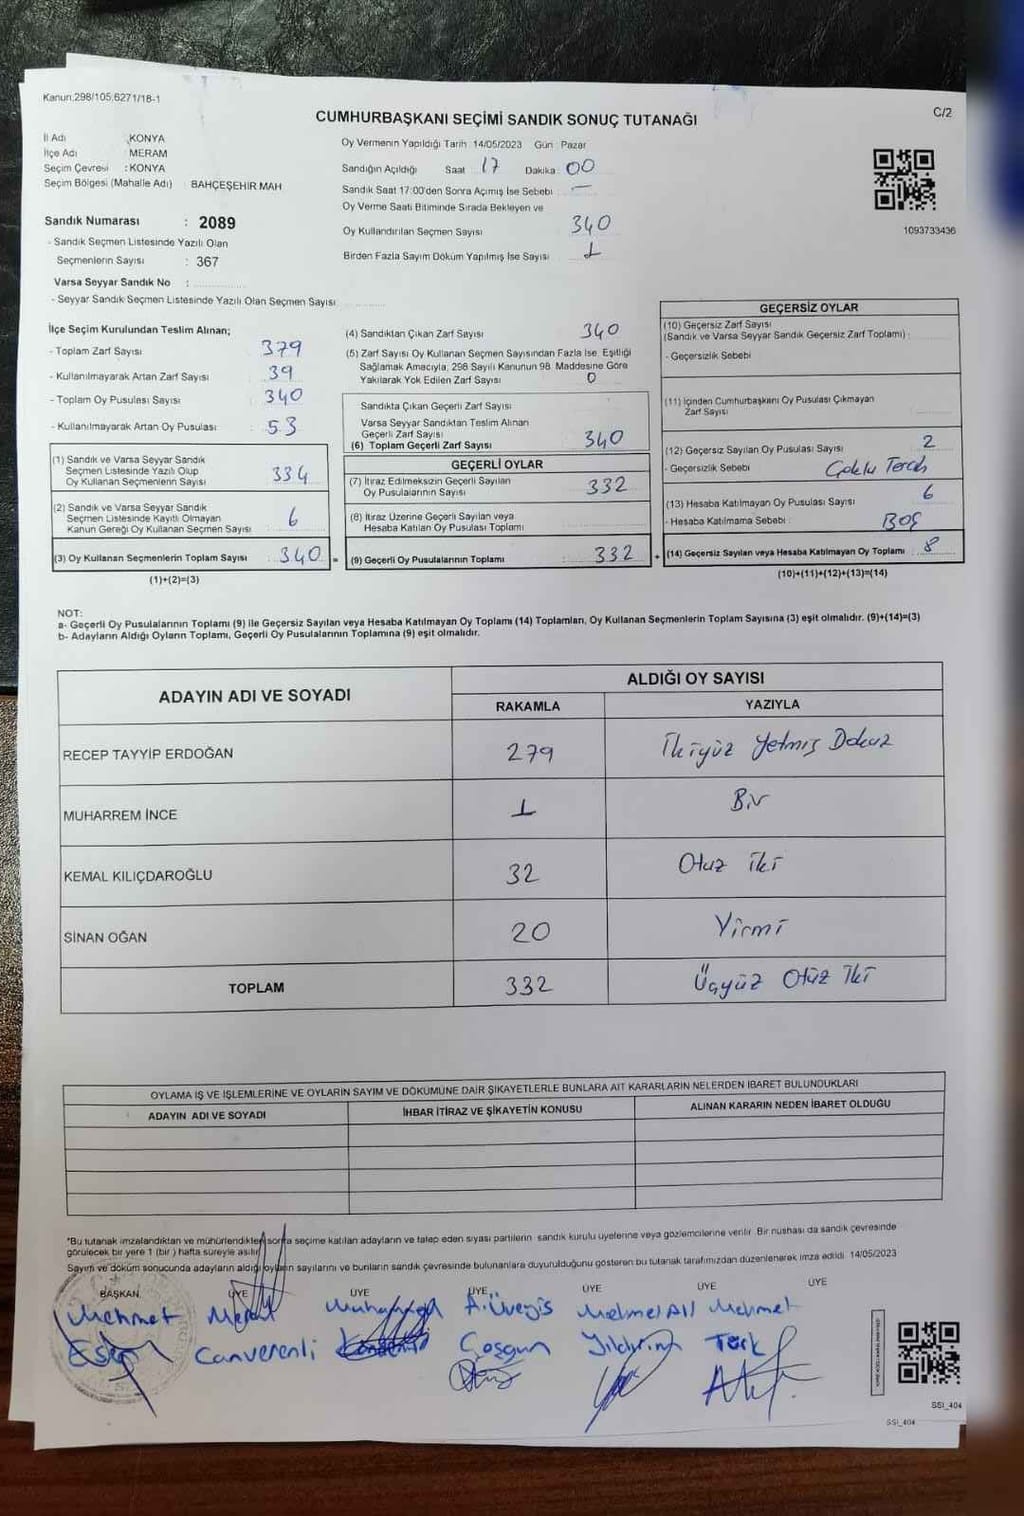 Kanun:298/105,6271/18-1
C/2
CUMHURBAŞKANI SEÇİMİ SANDIK SONUÇ TUTANAĞI
İl Adı : KONYA
İlçe Adı : MERAM
Seçim Çevresi : KONYA
Seçim Bölgesi (Mahalle Adı) : BAHÇEŞEHİR MAH
Sandık Numarası : 2089
- Sandık Seçmen Listesinde Yazılı Olan
Seçmenlerin Sayısı : 367
Varsa Seyyar Sandık No :
- Seyyar Sandık Seçmen Listesinde Yazılı Olan Seçmen Sayısı
Oy Vermenin Yapıldığı Tarih 14/05/2023 Gün : Pazar
Sandığın Açıldığı Saat 17 Dakika : 00
Sandık Saat 17:00'den Sonra Açımış İse Sebebi : —
Oy Verme Saati Bitiminde Sırada Bekleyen ve
Oy Kullandırılan Seçmen Sayısı 340
Birden Fazla Sayım Döküm Yapılmış İse Sayısı 1
1093733436
İlçe Seçim Kurulundan Teslim Alınan;
- Toplam Zarf Sayısı 379
- Kullanılmayarak Artan Zarf Sayısı 39
- Toplam Oy Pusulası Sayısı 340
- Kullanılmayarak Artan Oy Pusulası 53
(1) Sandık ve Varsa Seyyar Sandık
Seçmen Listesinde Yazılı Olup
Oy Kullanan Seçmenlerin Sayısı 334
(2) Sandık ve Varsa Seyyar Sandık
Seçmen Listesinde Kayıtlı Olmayan
Kanun Gereği Oy Kullanan Seçmen Sayısı 6
(3) Oy Kullanan Seçmenlerin Toplam Sayısı : 340 =
(1)+(2)=(3)
(4) Sandıktan Çıkan Zarf Sayısı 340
(5) Zarf Sayısı Oy Kullanan Seçmen Sayısından Fazla İse, Eşitliği
Sağlamak Amacıyla, 298 Sayılı Kanunun 98. Maddesine Göre
Yakılarak Yok Edilen Zarf Sayısı 0
Sandıkta Çıkan Geçerli Zarf Sayısı
Varsa Seyyar Sandıktan Teslim Alınan
Geçerli Zarf Sayısı
(6) Toplam Geçerli Zarf Sayısı 340
GEÇERLİ OYLAR
(7) İtiraz Edilmeksizin Geçerli Sayılan
Oy Pusulalarının Sayısı 332
(8) İtiraz Üzerine Geçerli Sayılan veya
Hesaba Katılan Oy Pusulası Toplamı
(9) Geçerli Oy Pusulalarının Toplamı : 332 +
GEÇERSİZ OYLAR
(10) Geçersiz Zarf Sayısı
(Sandık ve Varsa Seyyar Sandık Geçersiz Zarf Toplamı) :
- Geçersizlik Sebebi
(11) İçinden Cumhurbaşkanı Oy Pusulası Çıkmayan
Zarf Sayısı
(12) Geçersiz Sayılan Oy Pusulası Sayısı 2
- Geçersizlik Sebebi Çoklu Tercih
(13) Hesaba Katılmayan Oy Pusulası Sayısı 6
- Hesaba Katılmama Sebebi : Boş
(14) Geçersiz Sayılan veya Hesaba Katılmayan Oy Toplamı : 8
(10)+(11)+(12)+(13)=(14)
NOT:
a- Geçerli Oy Pusulalarının Toplamı (9) ile Geçersiz Sayılan veya Hesaba Katılmayan Oy Toplamı (14) Toplamları, Oy Kullanan Seçmenlerin Toplam Sayısına (3) eşit olmalıdır. (9)+(14)=(3)
b- Adayların Aldığı Oyların Toplamı, Geçerli Oy Pusulalarının Toplamına (9) eşit olmalıdır.
ADAYIN ADI VE SOYADI
ALDIĞI OY SAYISI
RAKAMLA YAZIYLA
RECEP TAYYİP ERDOĞAN 279 İkiyüz Yetmiş Dokuz
MUHARREM İNCE 1 Bir
KEMAL KILIÇDAROĞLU 32 Otuz İki
SİNAN OĞAN 20 Yirmi
TOPLAM 332 Üçyüz Otuz İki
OYLAMA İŞ VE İŞLEMLERİNE VE OYLARIN SAYIM VE DÖKÜMÜNE DAİR ŞİKAYETLERLE BUNLARA AİT KARARLARIN NELERDEN İBARET BULUNDUKLARI
ADAYIN ADI VE SOYADI İHBAR İTİRAZ VE ŞİKAYETİN KONUSU ALINAN KARARIN NEDEN İBARET OLDUĞU
"Bu tutanak imzalandıktan ve mühürlendikten sonra seçime katılan adayların ve talep eden siyasi partilerin sandık kurulu üyelerine veya gözlemcilerine verilir. Bir nüshası da sandık çevresinde
görülecek bir yere 1 (bir) hafta süreyle asılır.
Sayım ve döküm sonucunda adayların aldığı oyların sayılarını ve bunların sandık çevresinde bulunanlara duyurulduğunu gösteren bu tutanak tarafımızdan düzenlenerek imza edildi. 14/05/2023
BAŞKAN ÜYE ÜYE ÜYE ÜYE ÜYE ÜYE
Mehmet A.Üveyis Mehmet Ali Mehmet
Canverenli Coşgun Yıldırım Türk
SSI_404
SSI_404